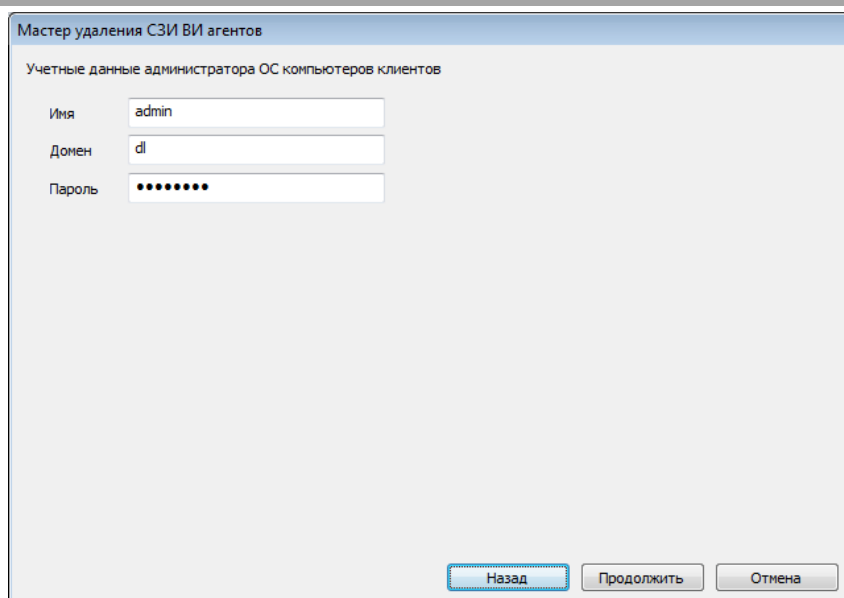 Мастер удаления СЗИ ВИ агентов
Учетные данные администратора ОС компьютеров клиентов
Имя admin
Домен dl
Пароль ••••••••
Назад Продолжить Отмена